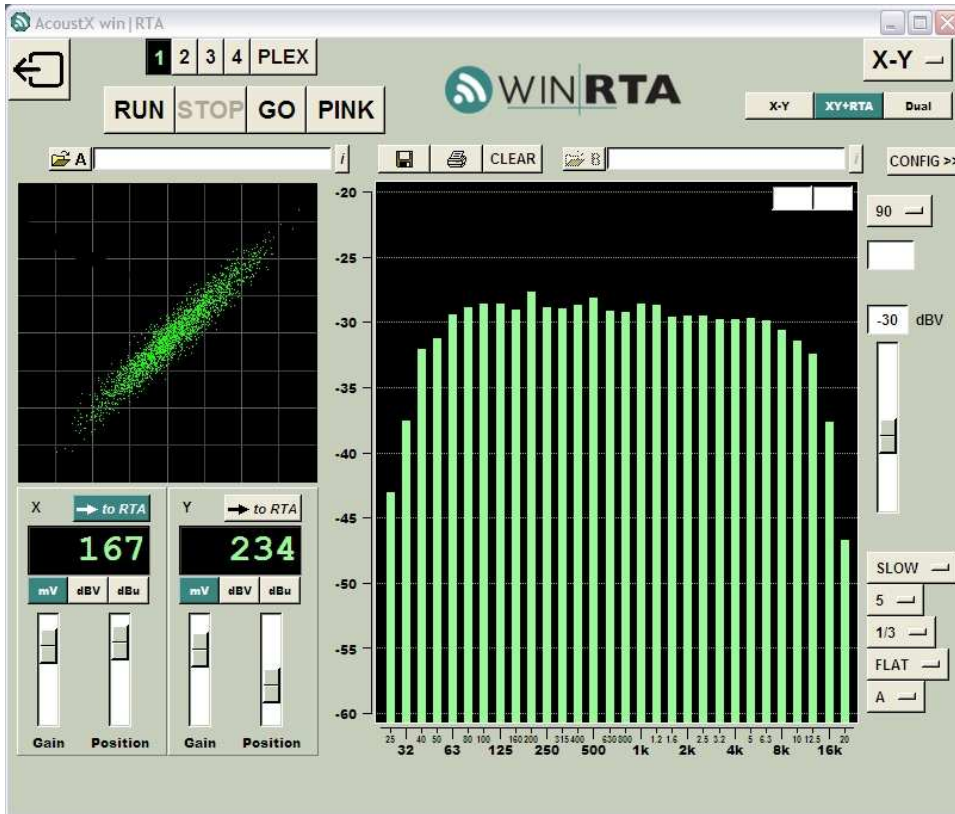 AcoustX win|RTA
1 2 3 4 PLEX
X-Y
RUN STOP GO PINK
WIN|RTA
X-Y XY+RTA Dual
A i CLEAR B i CONFIG >>
-20
-25
-30
-35
-40
-45
-50
-55
-60
90
-30 dBV
X to RTA Y to RTA
167 234
mV dBV dBu mV dBV dBu
SLOW
5
1/3
FLAT
A
Gain Position Gain Position
25 40 50 80 100 160 200 315 400 630 800 1.2 1.6 2.5 3.2 5 6.3 10 12.5 20
32 63 125 250 500 1k 2k 4k 8k 16k